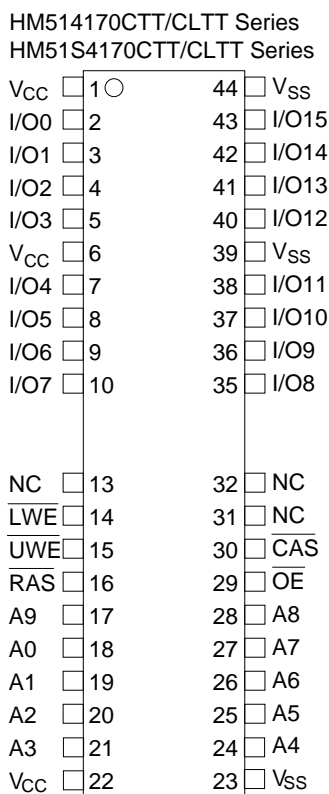 HM514170CTT/CLTT Series
HM51S4170CTT/CLTT Series
VCC 1 44 VSS
I/O0 2 43 I/O15
I/O1 3 42 I/O14
I/O2 4 41 I/O13
I/O3 5 40 I/O12
VCC 6 39 VSS
I/O4 7 38 I/O11
I/O5 8 37 I/O10
I/O6 9 36 I/O9
I/O7 10 35 I/O8
NC 13 32 NC
LWE 14 31 NC
UWE 15 30 CAS
RAS 16 29 OE
A9 17 28 A8
A0 18 27 A7
A1 19 26 A6
A2 20 25 A5
A3 21 24 A4
VCC 22 23 VSS